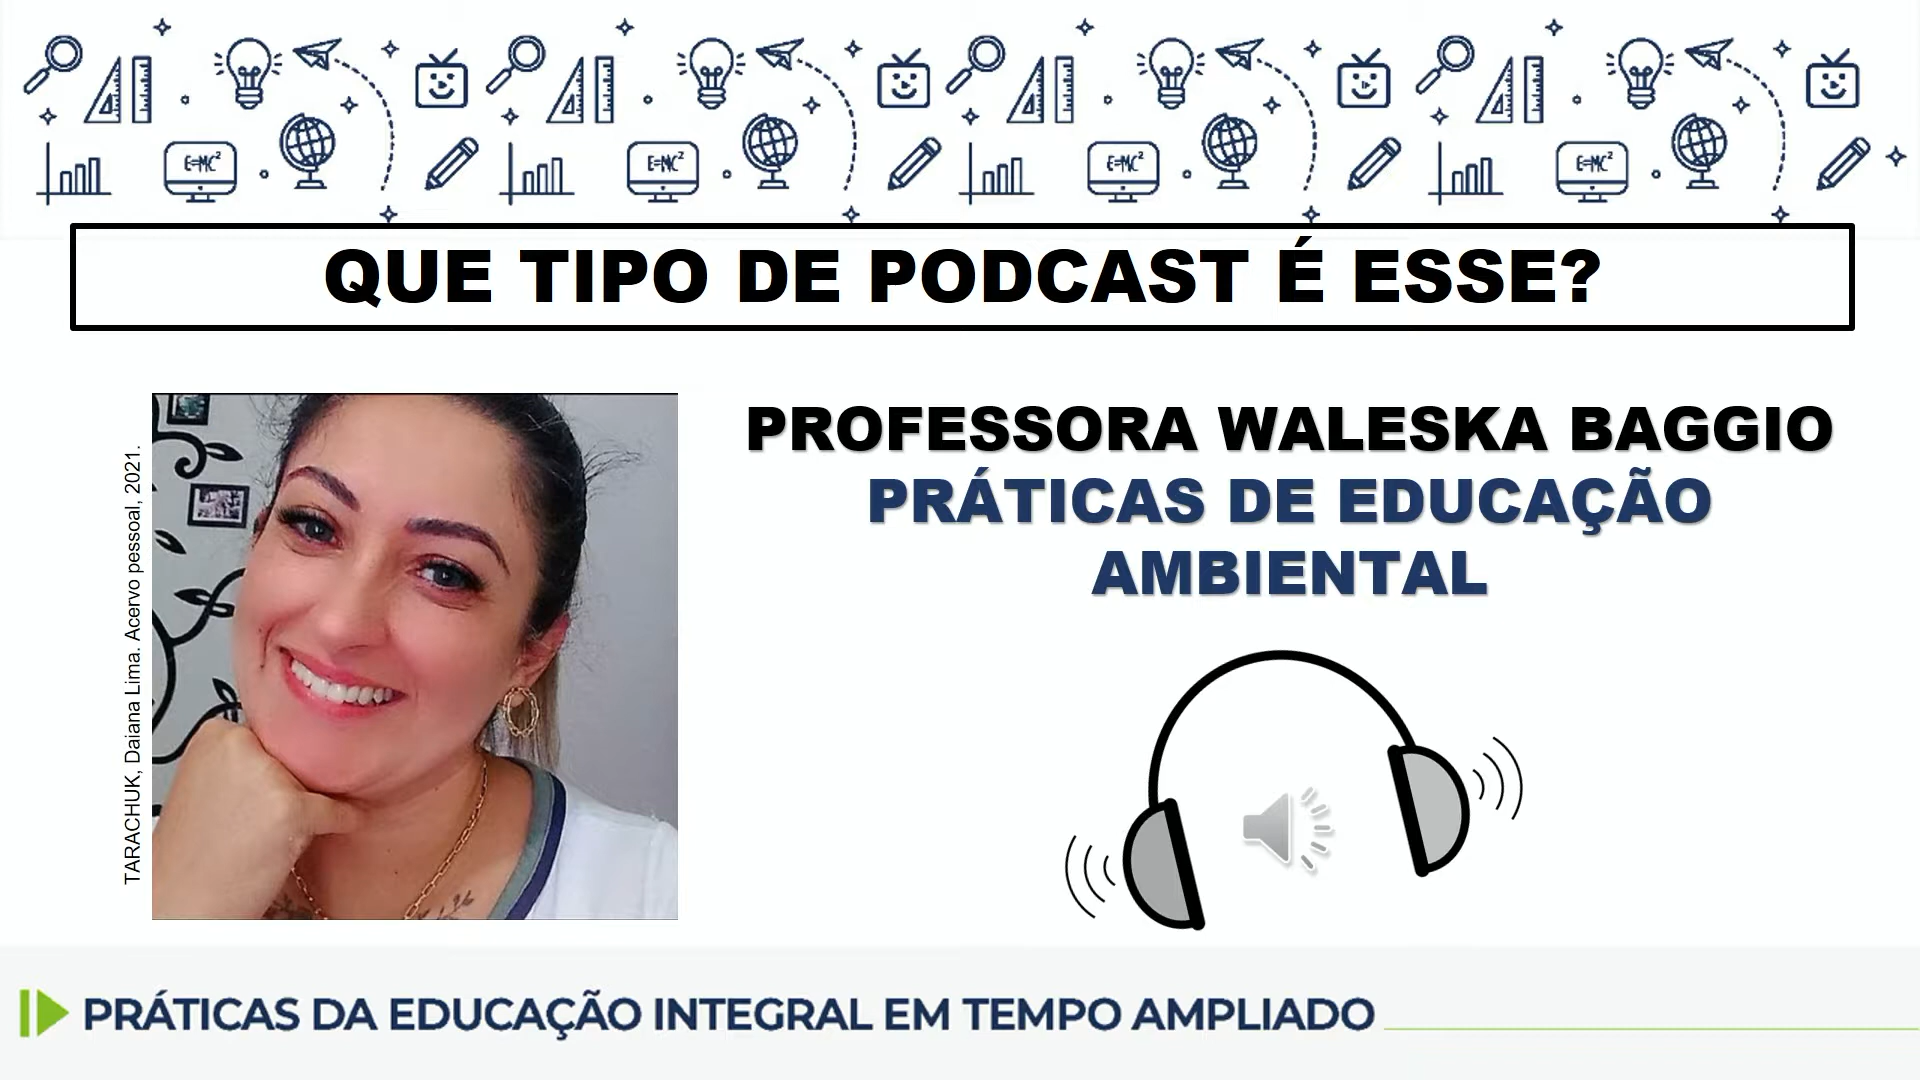 E=MC²
E=MC²
E=MC²
E=MC²
QUE TIPO DE PODCAST É ESSE?
TARACHUK, Daiana Lima. Acervo pessoal, 2021.
PROFESSORA WALESKA BAGGIO
PRÁTICAS DE EDUCAÇÃO
AMBIENTAL
PRÁTICAS DA EDUCAÇÃO INTEGRAL EM TEMPO AMPLIADO